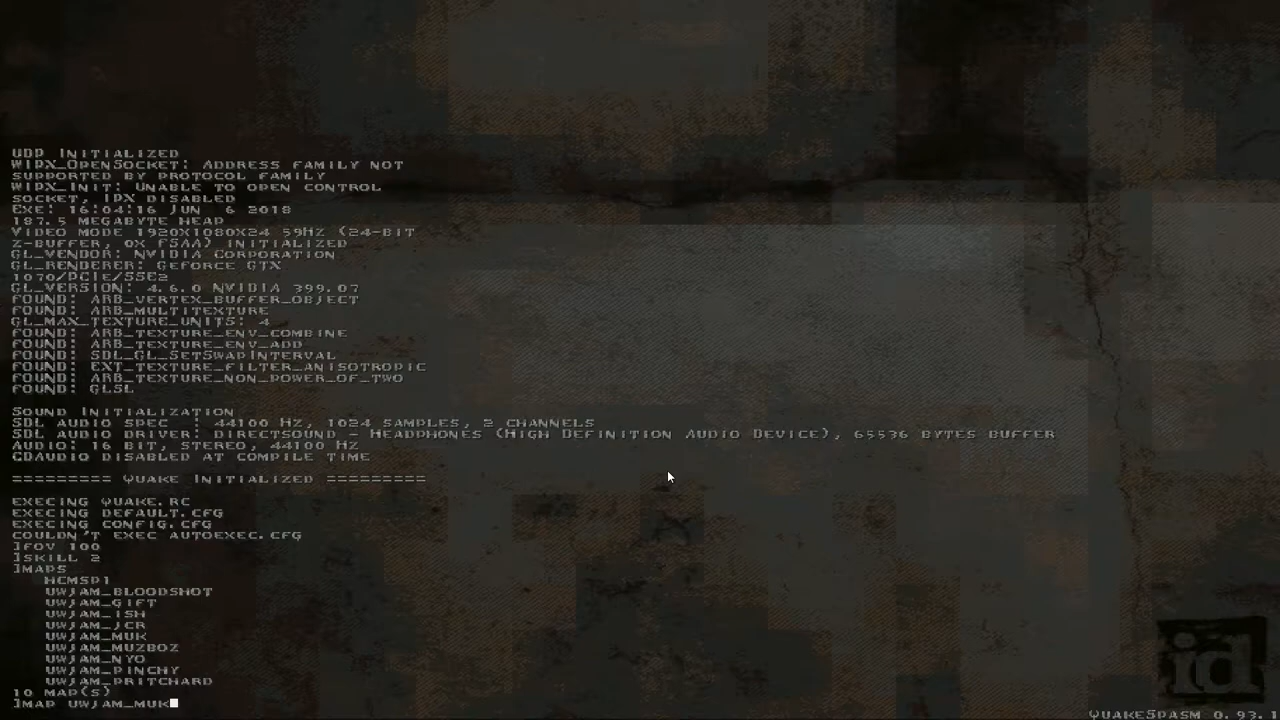 UDP Initialized
WIPX_OpenSocket: Address family not
supported by protocol family
WIPX_Init: Unable to open control
socket, IPX disabled
Exe: 16:04:16 Jun  6 2018
187.5 megabyte heap
Video mode 1920x1080x24 59Hz (24-bit
z-buffer, 0x FSAA) initialized
GL_VENDOR: NVIDIA Corporation
GL_RENDERER: GeForce GTX
1070/PCIe/SSE2
GL_VERSION: 4.6.0 NVIDIA 399.07
FOUND: ARB_vertex_buffer_object
FOUND: ARB_multitexture
GL_MAX_TEXTURE_UNITS: 4
FOUND: ARB_texture_env_combine
FOUND: ARB_texture_env_add
FOUND: SDL_GL_SetSwapInterval
FOUND: EXT_texture_filter_anisotropic
FOUND: ARB_texture_non_power_of_two
FOUND: GLSL
Sound Initialization
SDL audio spec  : 44100 Hz, 1024 samples, 2 channels
SDL audio driver: directsound - Headphones (High Definition Audio Device), 65536 bytes buffer
Audio: 16 bit, stereo, 44100 Hz
CDAudio disabled at compile time
========= Quake Initialized =========
execing quake.rc
execing default.cfg
execing config.cfg
couldn't exec autoexec.cfg
]fov 100
]skill 2
]maps
hcmsp1
uwjam_bloodshot
uwjam_gift
uwjam_ish
uwjam_jcr
uwjam_muk
uwjam_muzboz
uwjam_nyo
uwjam_pinchy
uwjam_pritchard
10 map(s)
]map uwjam_muk
id
QuakeSpasm 0.93.1